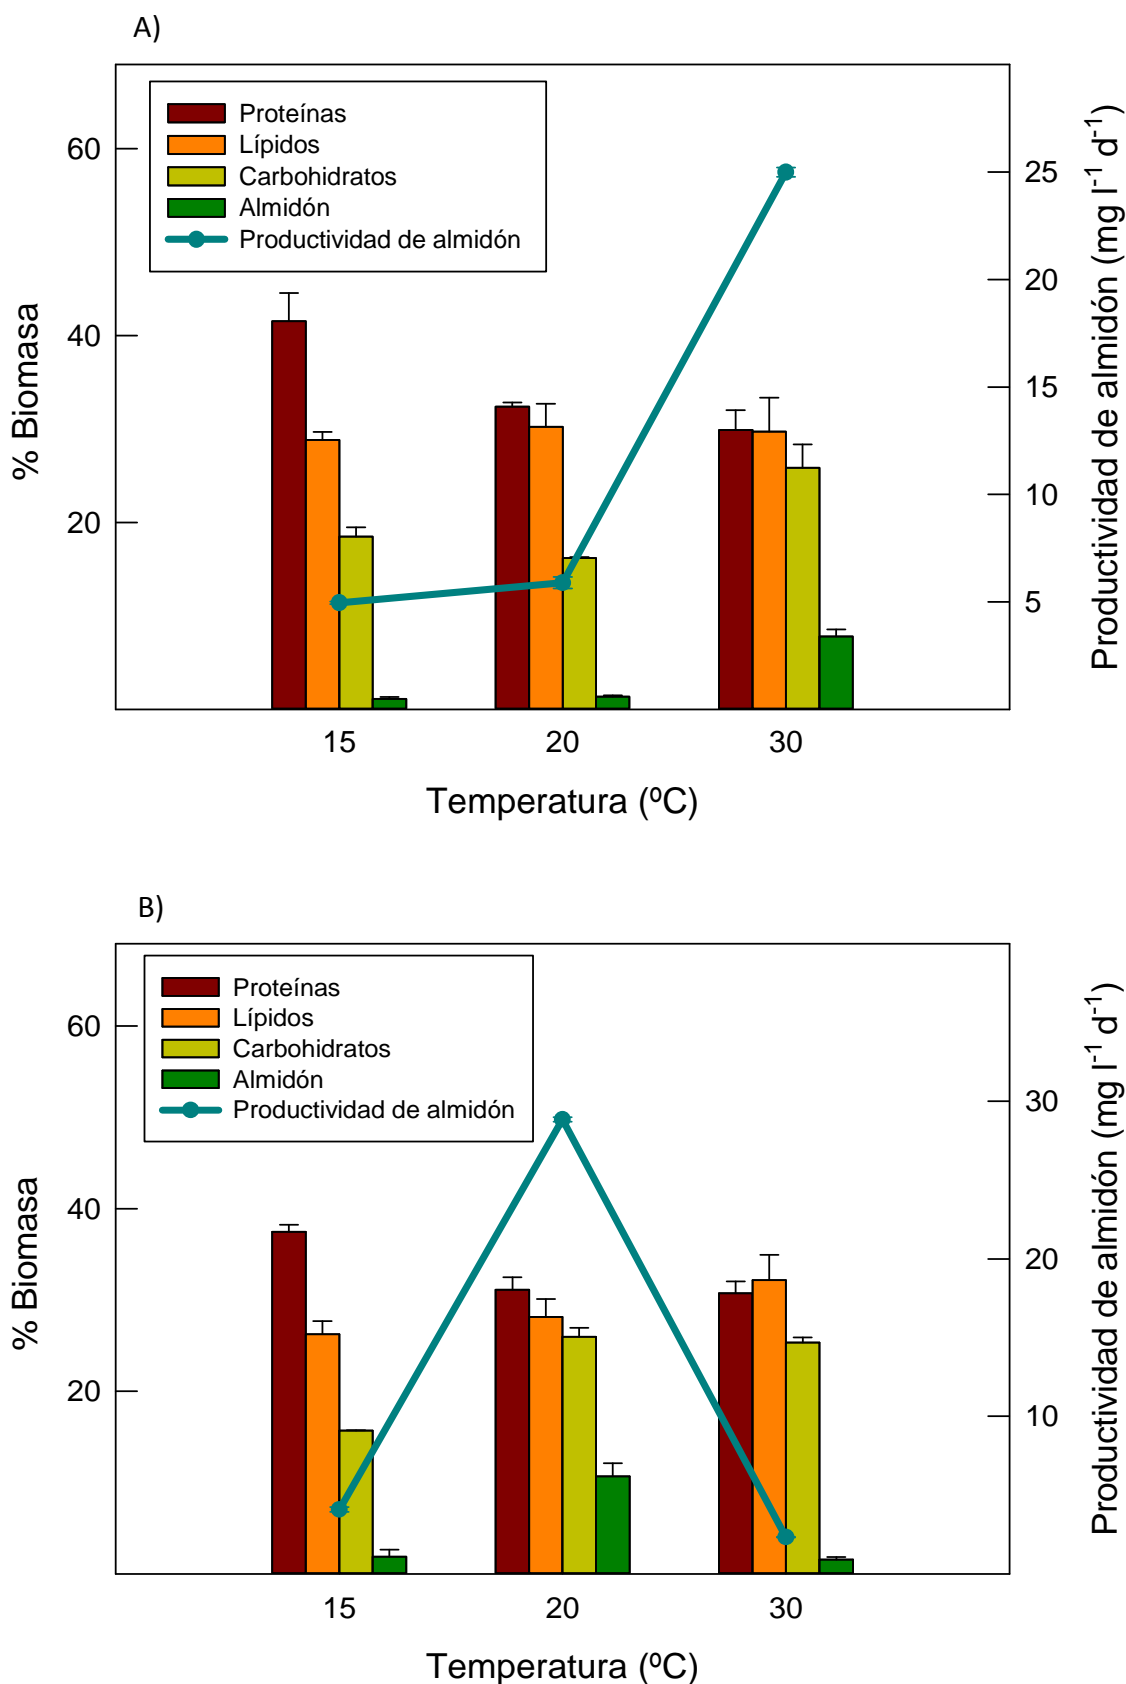 A)
Proteínas
Lípidos
Carbohidratos
Almidón
Productividad de almidón
60
40
20
% Biomasa
25
20
15
10
5
Productividad de almidón (mg l⁻¹ d⁻¹)
15 20 30
Temperatura (ºC)
B)
Proteínas
Lípidos
Carbohidratos
Almidón
Productividad de almidón
60
40
20
% Biomasa
30
20
10
Productividad de almidón (mg l⁻¹ d⁻¹)
15 20 30
Temperatura (ºC)